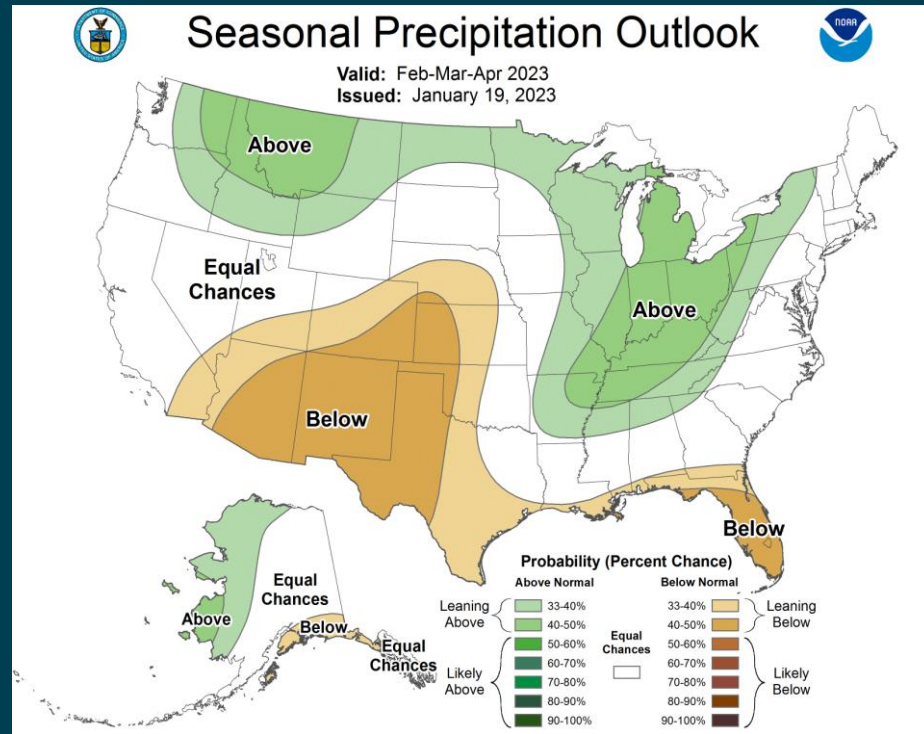 Seasonal Precipitation Outlook
NOAA
Valid: Feb-Mar-Apr 2023
Issued: January 19, 2023
Above
Equal
Chances
Above
Below
Below
Equal
Chances
Above
Below
Equal
Chances
Probability (Percent Chance)
Above Normal
Below Normal
Leaning
Above
33-40%
40-50%
Likely
Above
50-60%
60-70%
70-80%
80-90%
90-100%
Equal
Chances
33-40%
40-50%
Leaning
Below
50-60%
60-70%
70-80%
80-90%
90-100%
Likely
Below